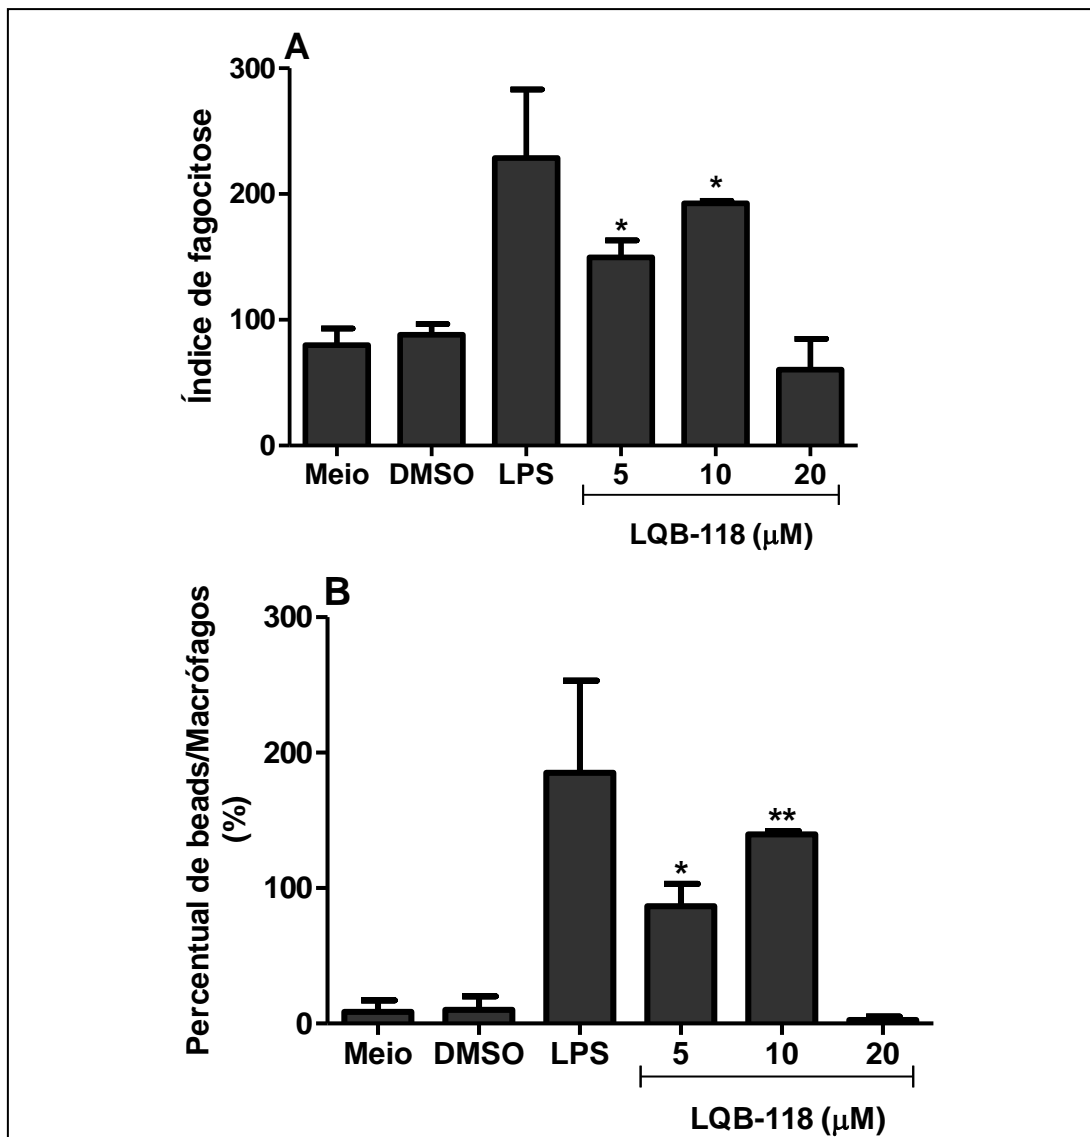 A
300
200
100
0
Índice de fagocitose
*
*
Meio DMSO LPS 5 10 20
LQB-118 (µM)
B
300
200
100
0
Percentual de beads/Macrófagos
(%)
*
**
Meio DMSO LPS 5 10 20
LQB-118 (µM)